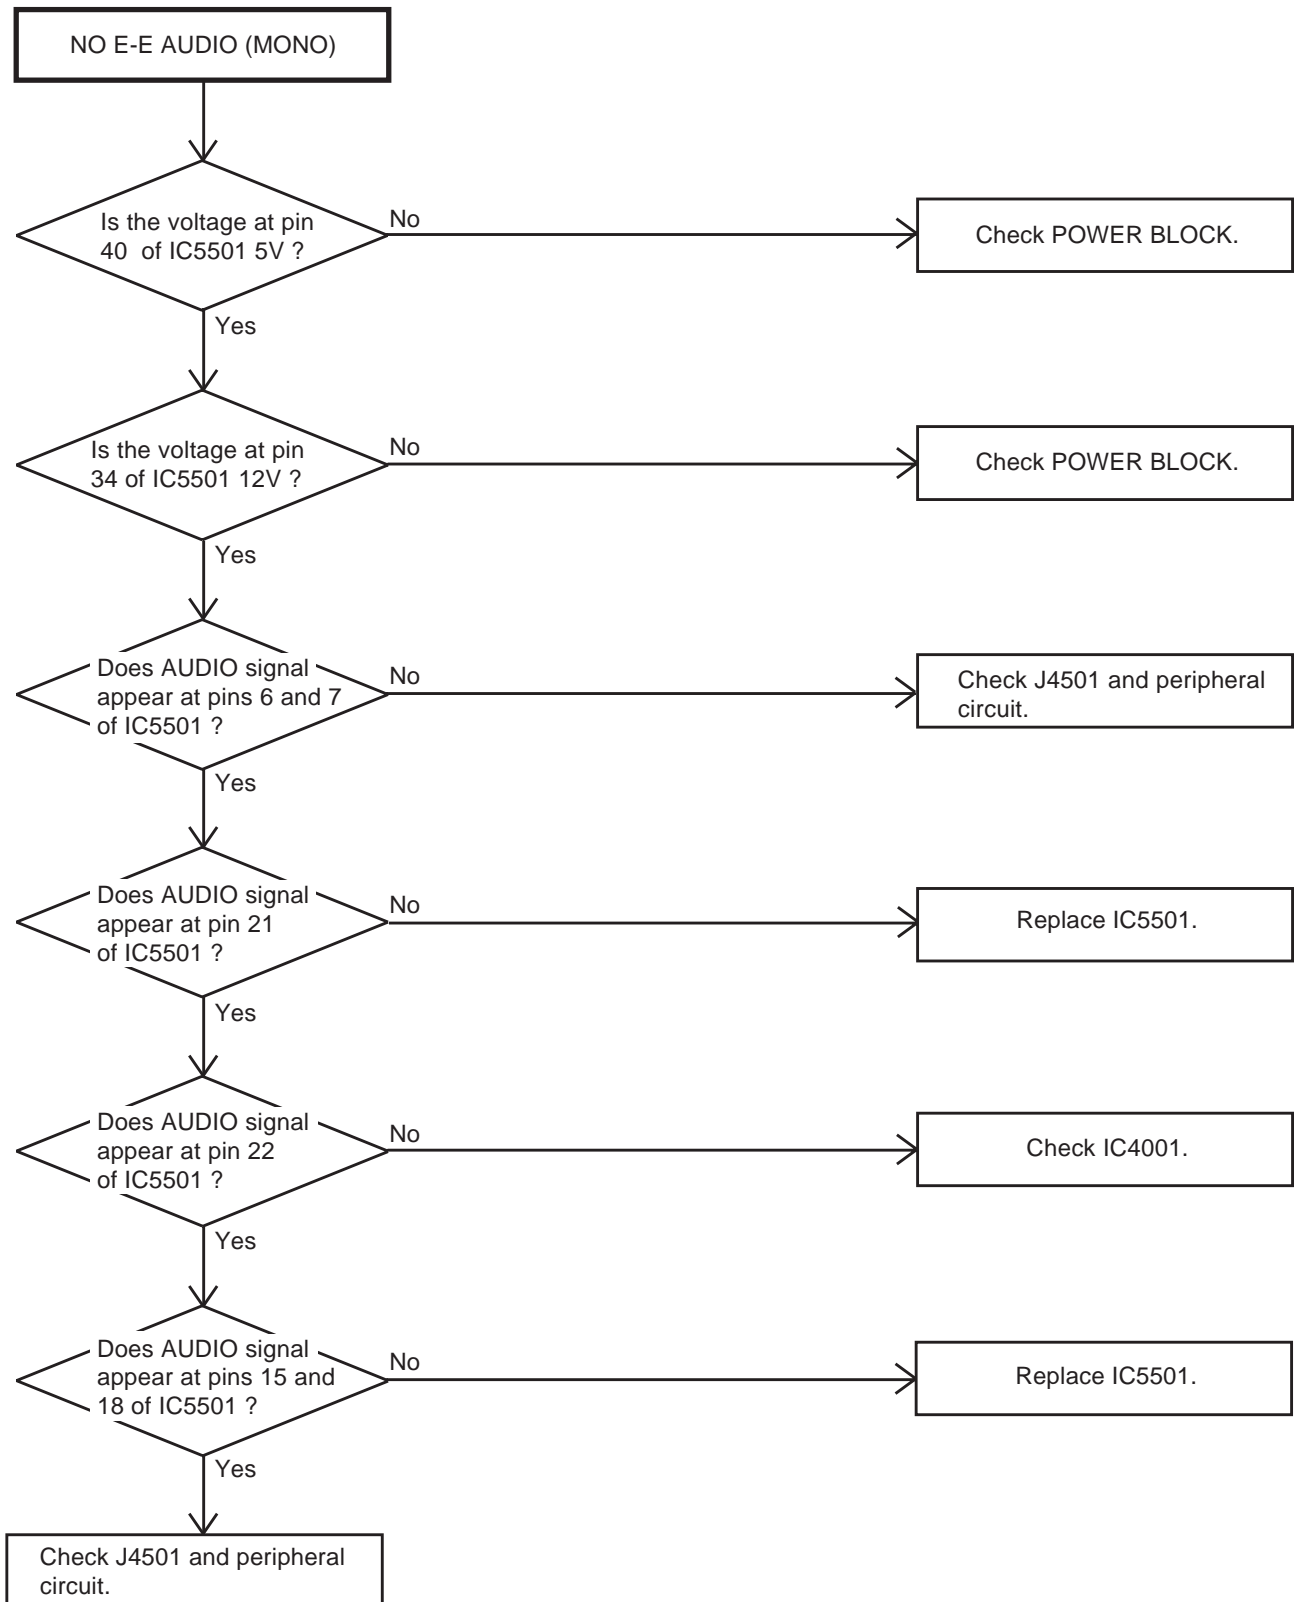 NO E-E AUDIO (MONO)
Is the voltage at pin
40 of IC5501 5V ?
No
Check POWER BLOCK.
Yes
Is the voltage at pin
34 of IC5501 12V ?
No
Check POWER BLOCK.
Yes
Does AUDIO signal
appear at pins 6 and 7
of IC5501 ?
No
Check J4501 and peripheral
circuit.
Yes
Does AUDIO signal
appear at pin 21
of IC5501 ?
No
Replace IC5501.
Yes
Does AUDIO signal
appear at pin 22
of IC5501 ?
No
Check IC4001.
Yes
Does AUDIO signal
appear at pins 15 and
18 of IC5501 ?
No
Replace IC5501.
Yes
Check J4501 and peripheral
circuit.